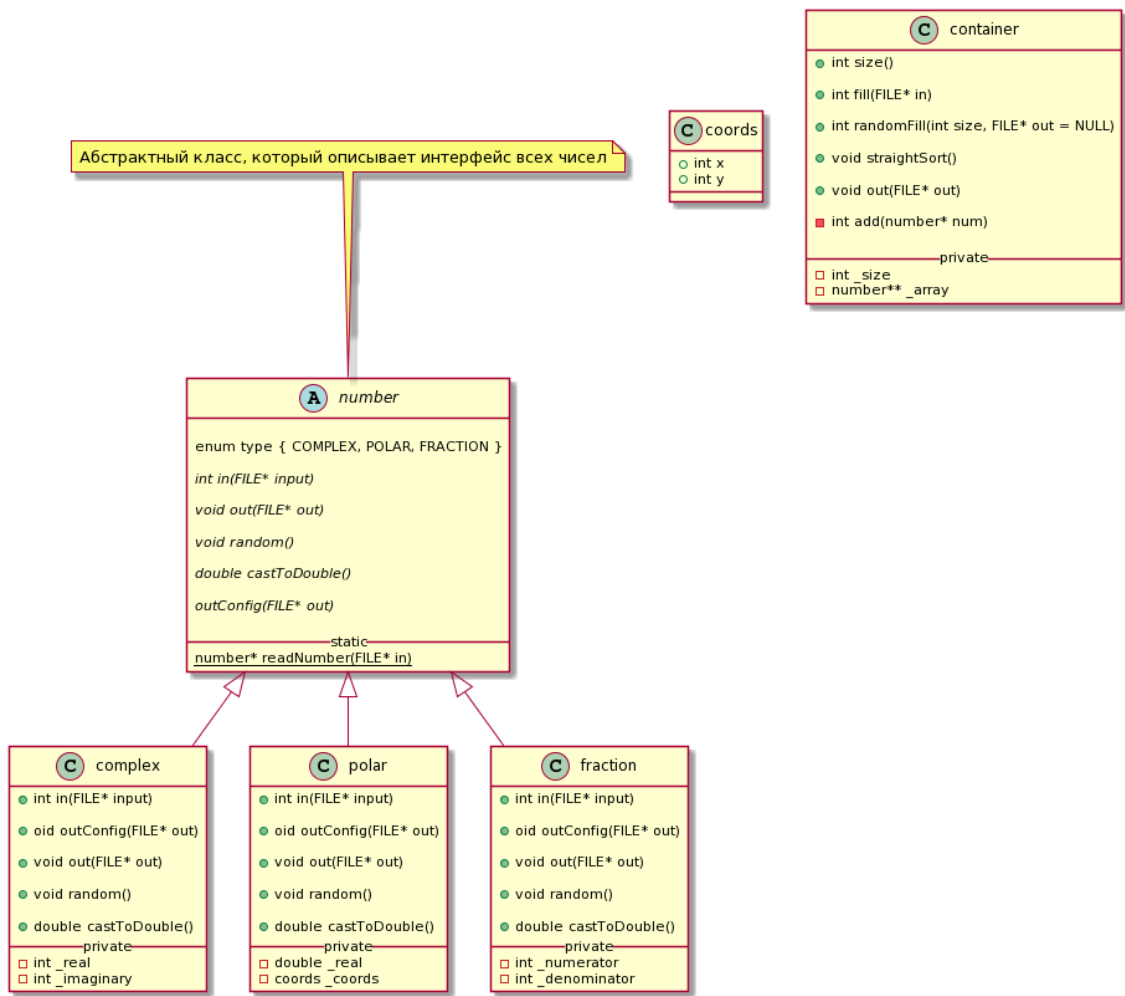 C container
int size()
int fill(FILE* in)
int randomFill(int size, FILE* out = NULL)
void straightSort()
void out(FILE* out)
int add(number* num)
private
int _size
number** _array
C coords
int x
int y
Абстрактный класс, который описывает интерфейс всех чисел
A number
enum type { COMPLEX, POLAR, FRACTION }
int in(FILE* input)
void out(FILE* out)
void random()
double castToDouble()
outConfig(FILE* out)
static
number* readNumber(FILE* in)
C complex
int in(FILE* input)
oid outConfig(FILE* out)
void out(FILE* out)
void random()
double castToDouble()
private
int _real
int _imaginary
C polar
int in(FILE* input)
oid outConfig(FILE* out)
void out(FILE* out)
void random()
double castToDouble()
private
double _real
coords _coords
C fraction
int in(FILE* input)
oid outConfig(FILE* out)
void out(FILE* out)
void random()
double castToDouble()
private
int _numerator
int _denominator